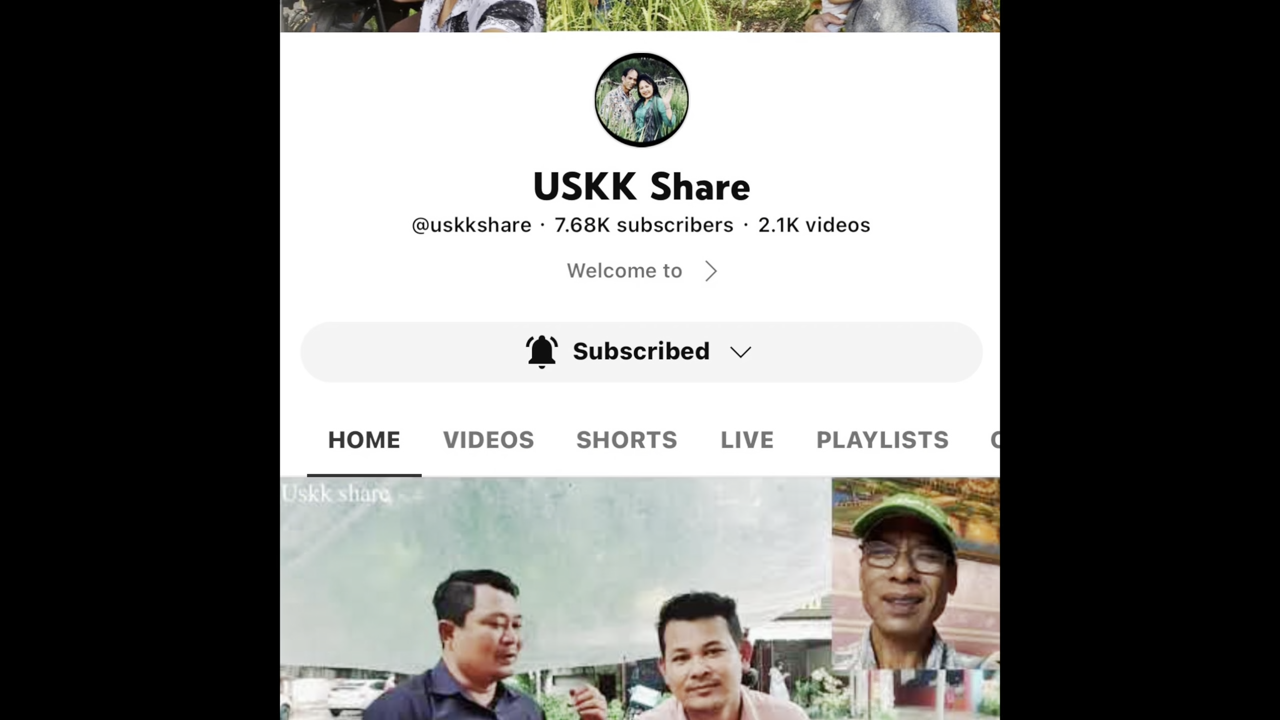 USKK Share
@uskkshare · 7.68K subscribers · 2.1K videos
Welcome to
Subscribed
HOME VIDEOS SHORTS LIVE PLAYLISTS
Uskk share